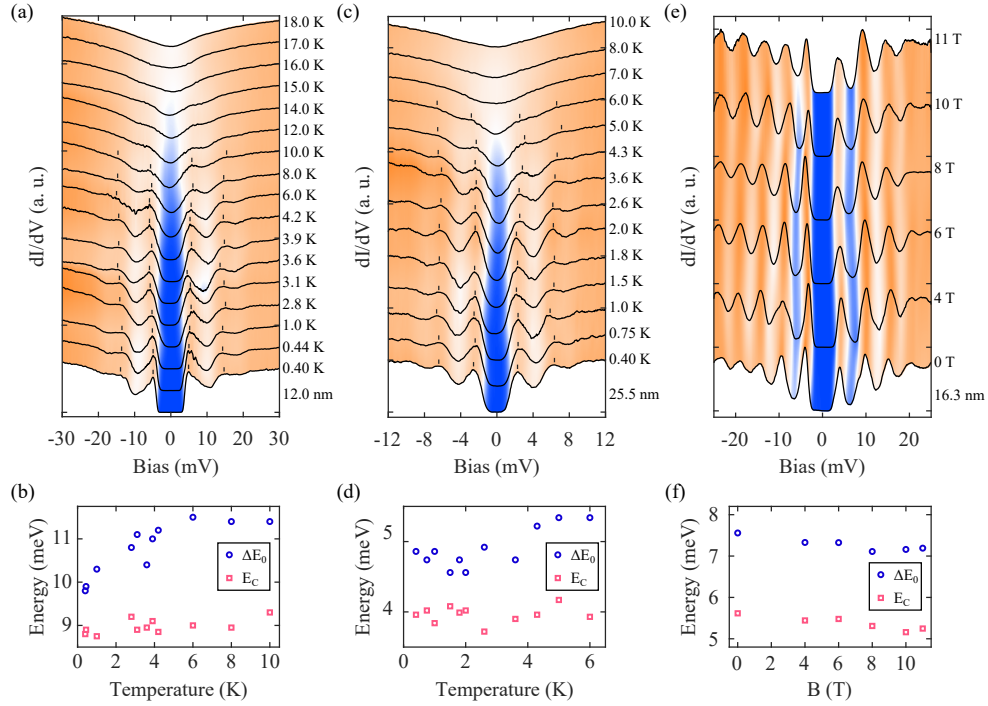 (a)
dI/dV (a. u.)
18.0 K
17.0 K
16.0 K
15.0 K
14.0 K
12.0 K
10.0 K
8.0 K
6.0 K
4.2 K
3.9 K
3.6 K
3.1 K
2.8 K
1.0 K
0.44 K
0.40 K
12.0 nm
-30 -20 -10 0 10 20 30
Bias (mV)
(c)
dI/dV (a. u.)
10.0 K
8.0 K
7.0 K
6.0 K
5.0 K
4.3 K
3.6 K
2.6 K
2.0 K
1.8 K
1.5 K
1.0 K
0.75 K
0.40 K
25.5 nm
-12 -8 -4 0 4 8 12
Bias (mV)
(e)
dI/dV (a. u.)
11 T
10 T
8 T
6 T
4 T
0 T
16.3 nm
-20 -10 0 10 20
Bias (mV)
(b)
Energy (meV)
11
10
9
ΔE₀
E_C
0 2 4 6 8 10
Temperature (K)
(d)
Energy (meV)
5
4
ΔE₀
E_C
0 2 4 6
Temperature (K)
(f)
Energy (meV)
8
7
6
5
ΔE₀
E_C
0 2 4 6 8 10
B (T)